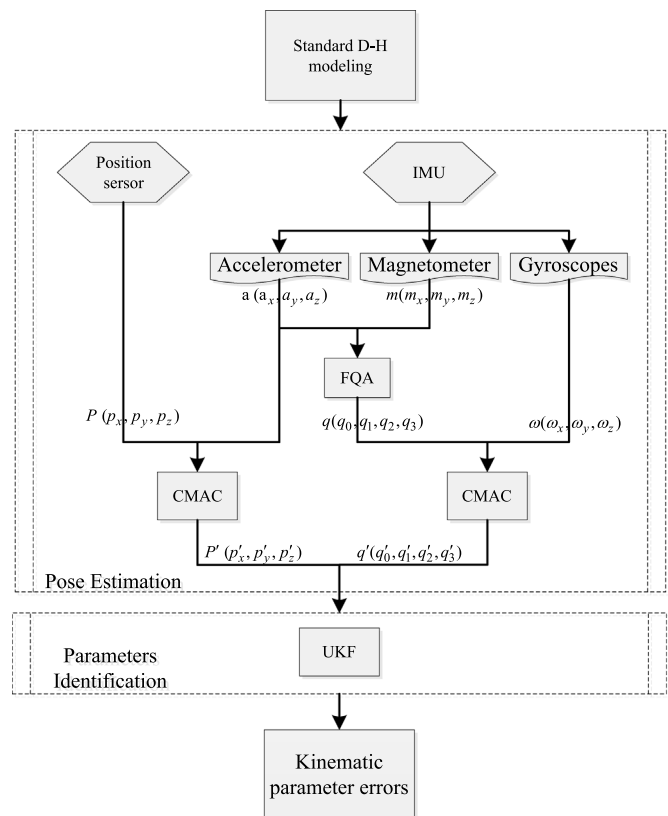 Standard D-H
modeling
Position
sersor
IMU
Accelerometer
Magnetometer
Gyroscopes
a (a_x, a_y, a_z)
m(m_x, m_y, m_z)
FQA
P (p_x, p_y, p_z)
q(q_0, q_1, q_2, q_3)
ω(ω_x, ω_y, ω_z)
CMAC
CMAC
P' (p'_x, p'_y, p'_z)
q'(q'_0, q'_1, q'_2, q'_3)
Pose Estimation
Parameters
Identification
UKF
Kinematic
parameter errors